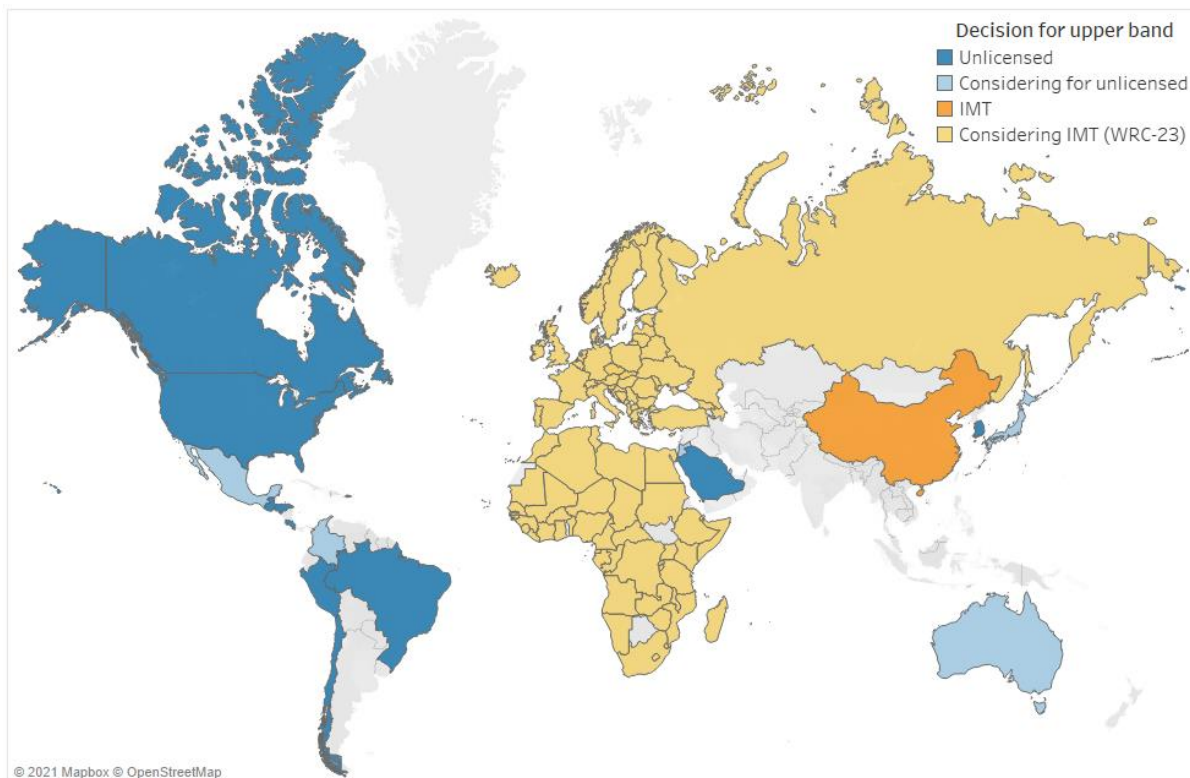 Decision for upper band
Unlicensed
Considering for unlicensed
IMT
Considering IMT (WRC-23)
© 2021 Mapbox © OpenStreetMap